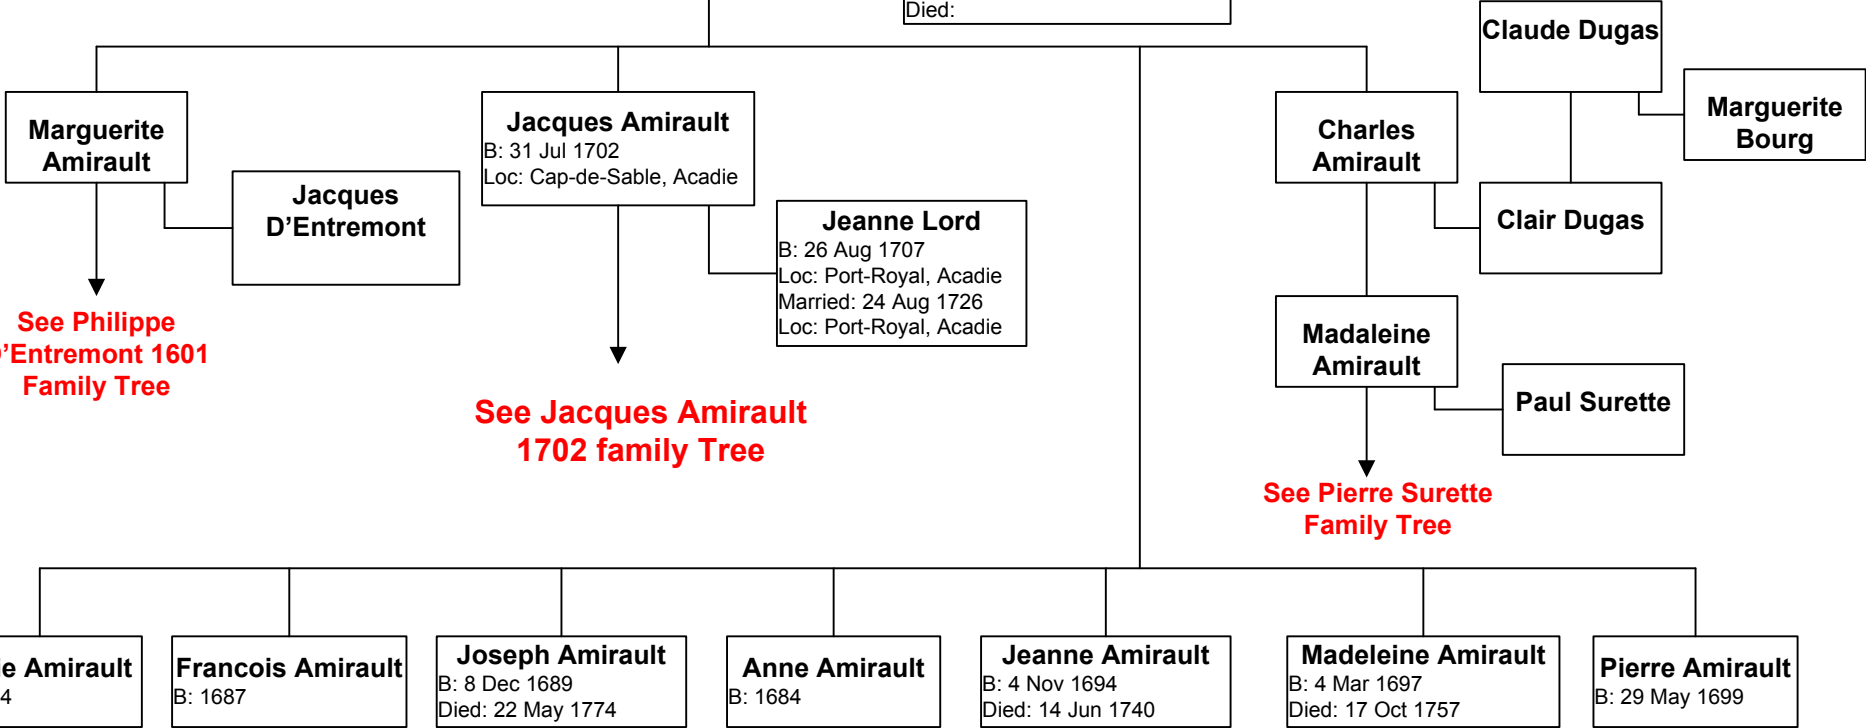 Died:
Claude Dugas
Marguerite
Bourg
Marguerite
Amirault
Jacques
D'Entremont
Jacques Amirault
B: 31 Jul 1702
Loc: Cap-de-Sable, Acadie
Jeanne Lord
B: 26 Aug 1707
Loc: Port-Royal, Acadie
Married: 24 Aug 1726
Loc: Port-Royal, Acadie
Charles
Amirault
Clair Dugas
Madaleine
Amirault
Paul Surette
See Philippe
D'Entremont 1601
Family Tree
See Jacques Amirault
1702 family Tree
See Pierre Surette
Family Tree
Amirault
Francois Amirault
B: 1687
Joseph Amirault
B: 8 Dec 1689
Died: 22 May 1774
Anne Amirault
B: 1684
Jeanne Amirault
B: 4 Nov 1694
Died: 14 Jun 1740
Madeleine Amirault
B: 4 Mar 1697
Died: 17 Oct 1757
Pierre Amirault
B: 29 May 1699